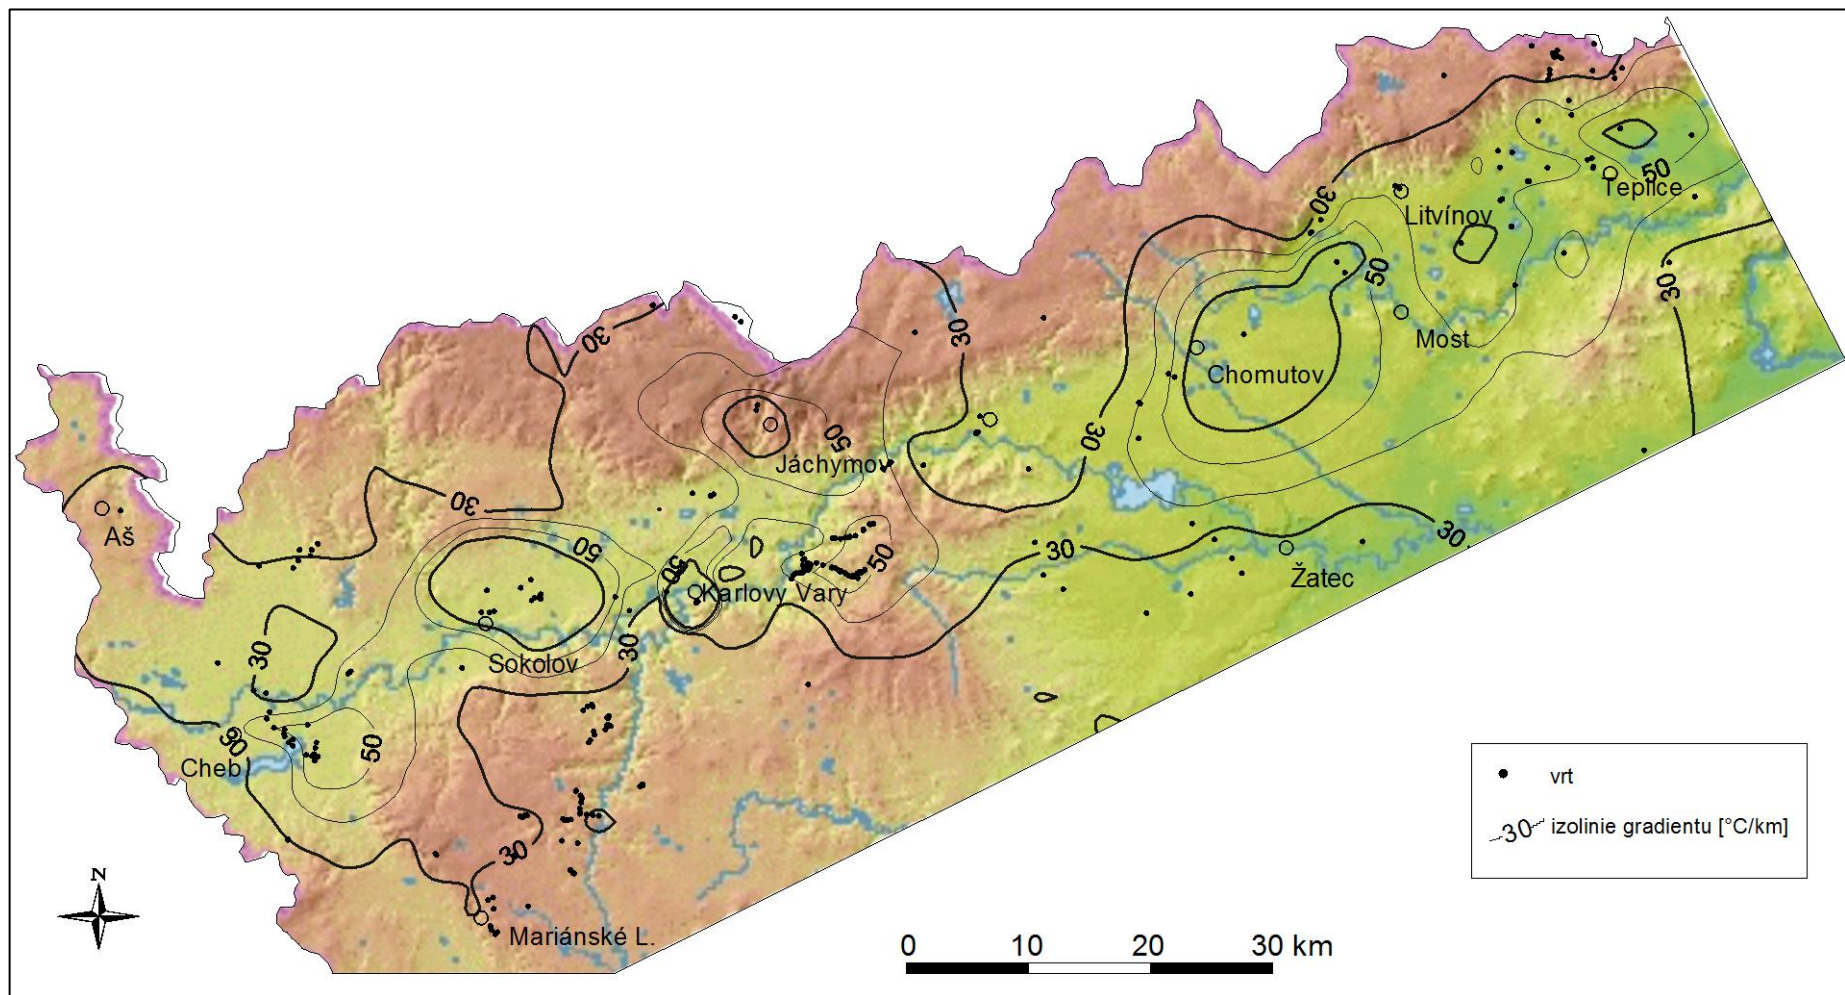 50
Teplice
30
Litvínov
50
30
30
Most
30
Chomutov
30
50
Jáchymov
30
30
Aš
30
30
50
50
50
Karlovy Vary
Žatec
30
30
Sokolov
50
Cheb
30
Mariánské L.
N
0 10 20 30 km
vrt
30 izolinie gradientu [°C/km]